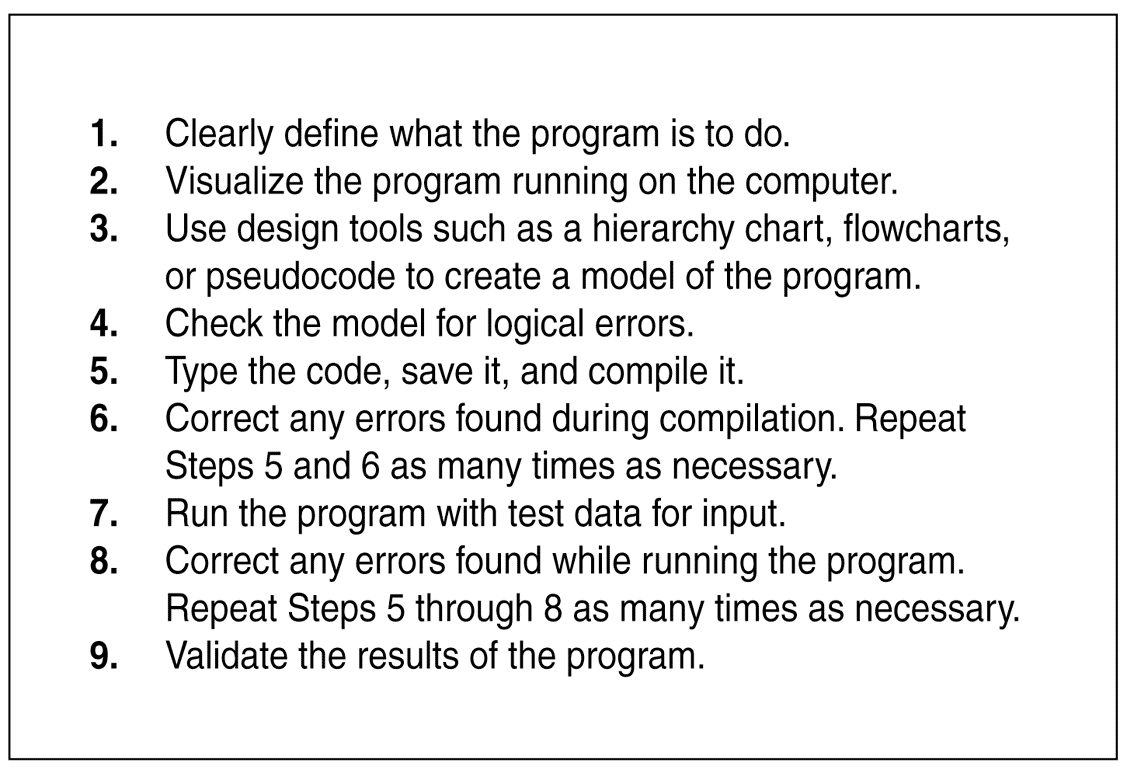 1. Clearly define what the program is to do.
2. Visualize the program running on the computer.
3. Use design tools such as a hierarchy chart, flowcharts,
or pseudocode to create a model of the program.
4. Check the model for logical errors.
5. Type the code, save it, and compile it.
6. Correct any errors found during compilation. Repeat
Steps 5 and 6 as many times as necessary.
7. Run the program with test data for input.
8. Correct any errors found while running the program.
Repeat Steps 5 through 8 as many times as necessary.
9. Validate the results of the program.